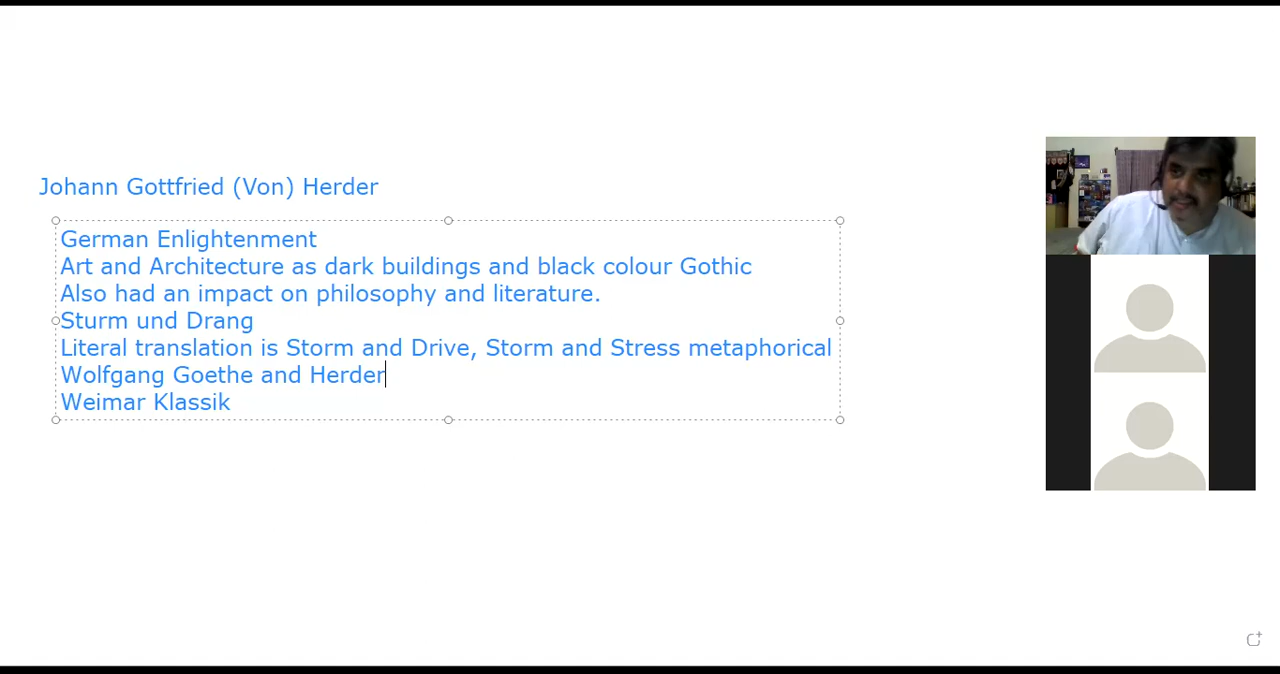 Johann Gottfried (Von) Herder
German Enlightenment
Art and Architecture as dark buildings and black colour Gothic
Also had an impact on philosophy and literature.
Sturm und Drang
Literal translation is Storm and Drive, Storm and Stress metaphorical
Wolfgang Goethe and Herder
Weimar Klassik